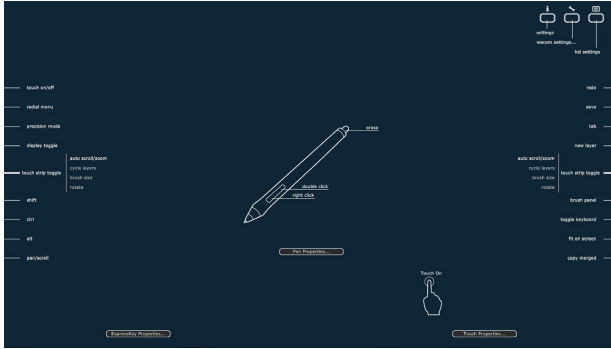 settings
wacom settings...
lcd settings
touch on/off
radial menu
precision mode
display toggle
touch strip toggle
auto scroll/zoom
cycle layers
brush size
rotate
shift
ctrl
alt
pan/scroll
erase
double click
right click
Pen Properties...
redo
save
tab
new layer
auto scroll/zoom
cycle layers
brush size
rotate
touch strip toggle
brush panel
toggle keyboard
fit on screen
copy merged
Touch On
ExpressKey Properties...
Touch Properties...